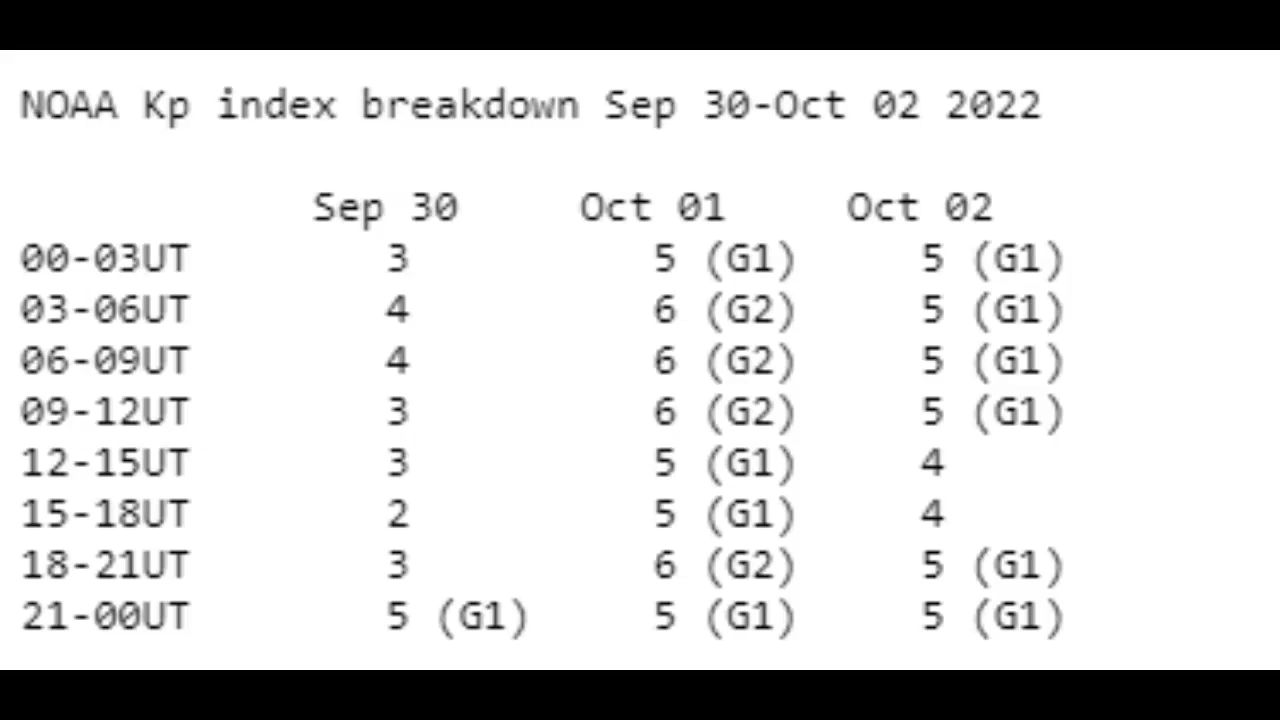 NOAA Kp index breakdown Sep 30-Oct 02 2022
Sep 30 Oct 01 Oct 02
00-03UT 3 5 (G1) 5 (G1)
03-06UT 4 6 (G2) 5 (G1)
06-09UT 4 6 (G2) 5 (G1)
09-12UT 3 6 (G2) 5 (G1)
12-15UT 3 5 (G1) 4
15-18UT 2 5 (G1) 4
18-21UT 3 6 (G2) 5 (G1)
21-00UT 5 (G1) 5 (G1) 5 (G1)